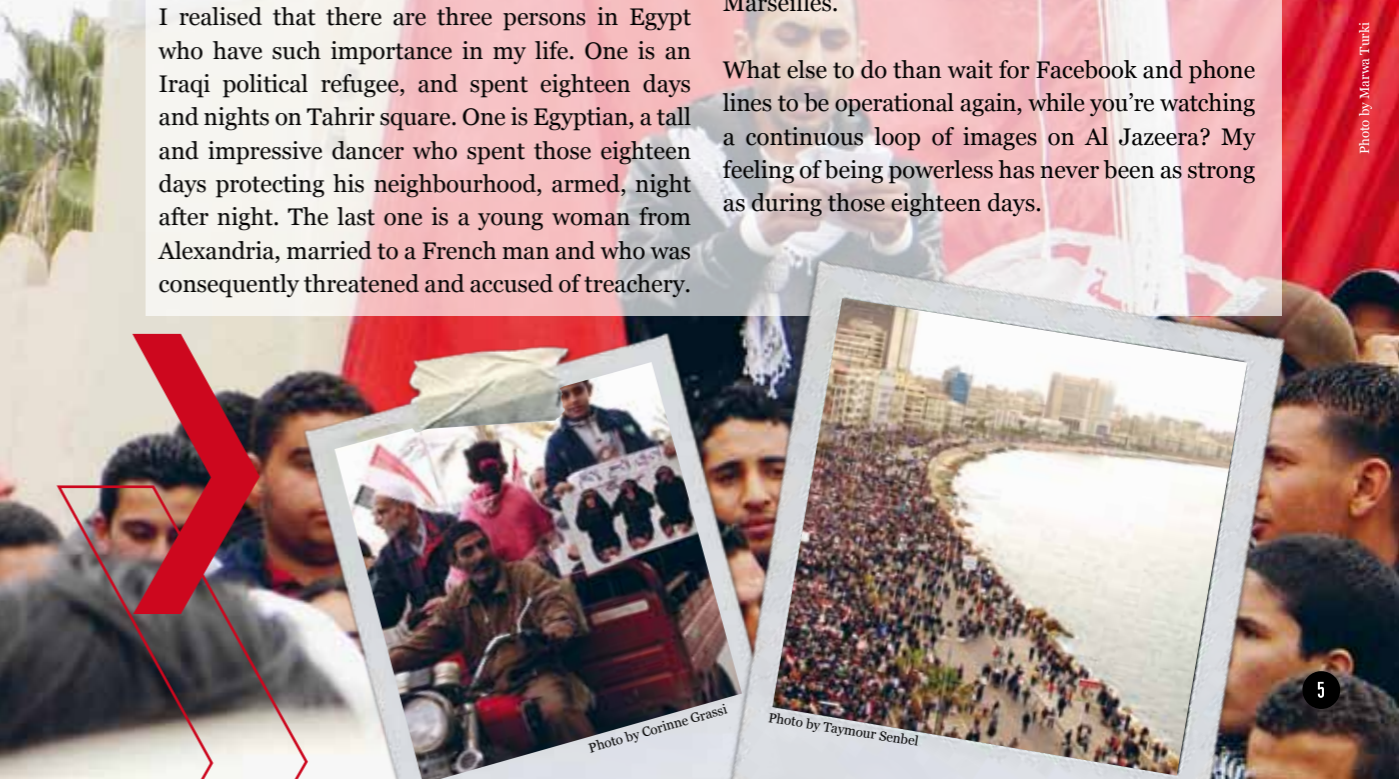 I realised that there are three persons in Egypt
who have such importance in my life. One is an
Iraqi political refugee, and spent eighteen days
and nights on Tahrir square. One is Egyptian, a tall
and impressive dancer who spent those eighteen
days protecting his neighbourhood, armed, night
after night. The last one is a young woman from
Alexandria, married to a French man and who was
consequently threatened and accused of treachery.
Marseilles.
What else to do than wait for Facebook and phone
lines to be operational again, while you’re watching
a continuous loop of images on Al Jazeera? My
feeling of being powerless has never been as strong
as during those eighteen days.
Photo by Marwa Turki
Photo by Corinne Grassi
Photo by Taymour Senbel
5